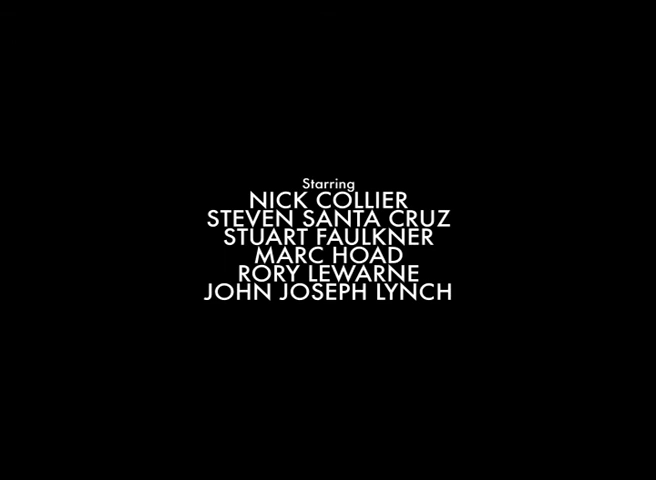 Starring
NICK COLLIER
STEVEN SANTA CRUZ
STUART FAULKNER
MARC HOAD
RORY LEWARNE
JOHN JOSEPH LYNCH